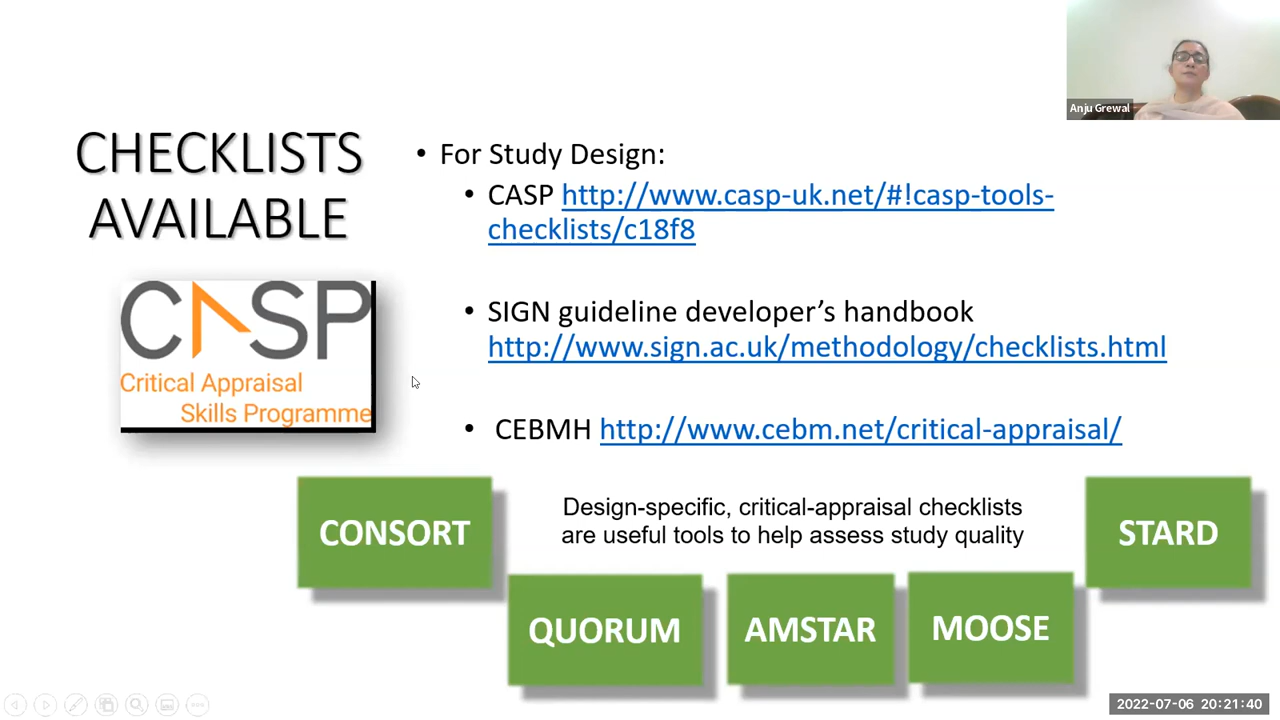 Anju Grewal
CHECKLISTS
AVAILABLE
CASP
Critical Appraisal
Skills Programme
• For Study Design:
• CASP http://www.casp-uk.net/#!casp-tools-
checklists/c18f8
• SIGN guideline developer’s handbook
http://www.sign.ac.uk/methodology/checklists.html
• CEBMH http://www.cebm.net/critical-appraisal/
CONSORT
Design-specific, critical-appraisal checklists
are useful tools to help assess study quality
STARD
QUORUM
AMSTAR
MOOSE
2022-07-06 20:21:40